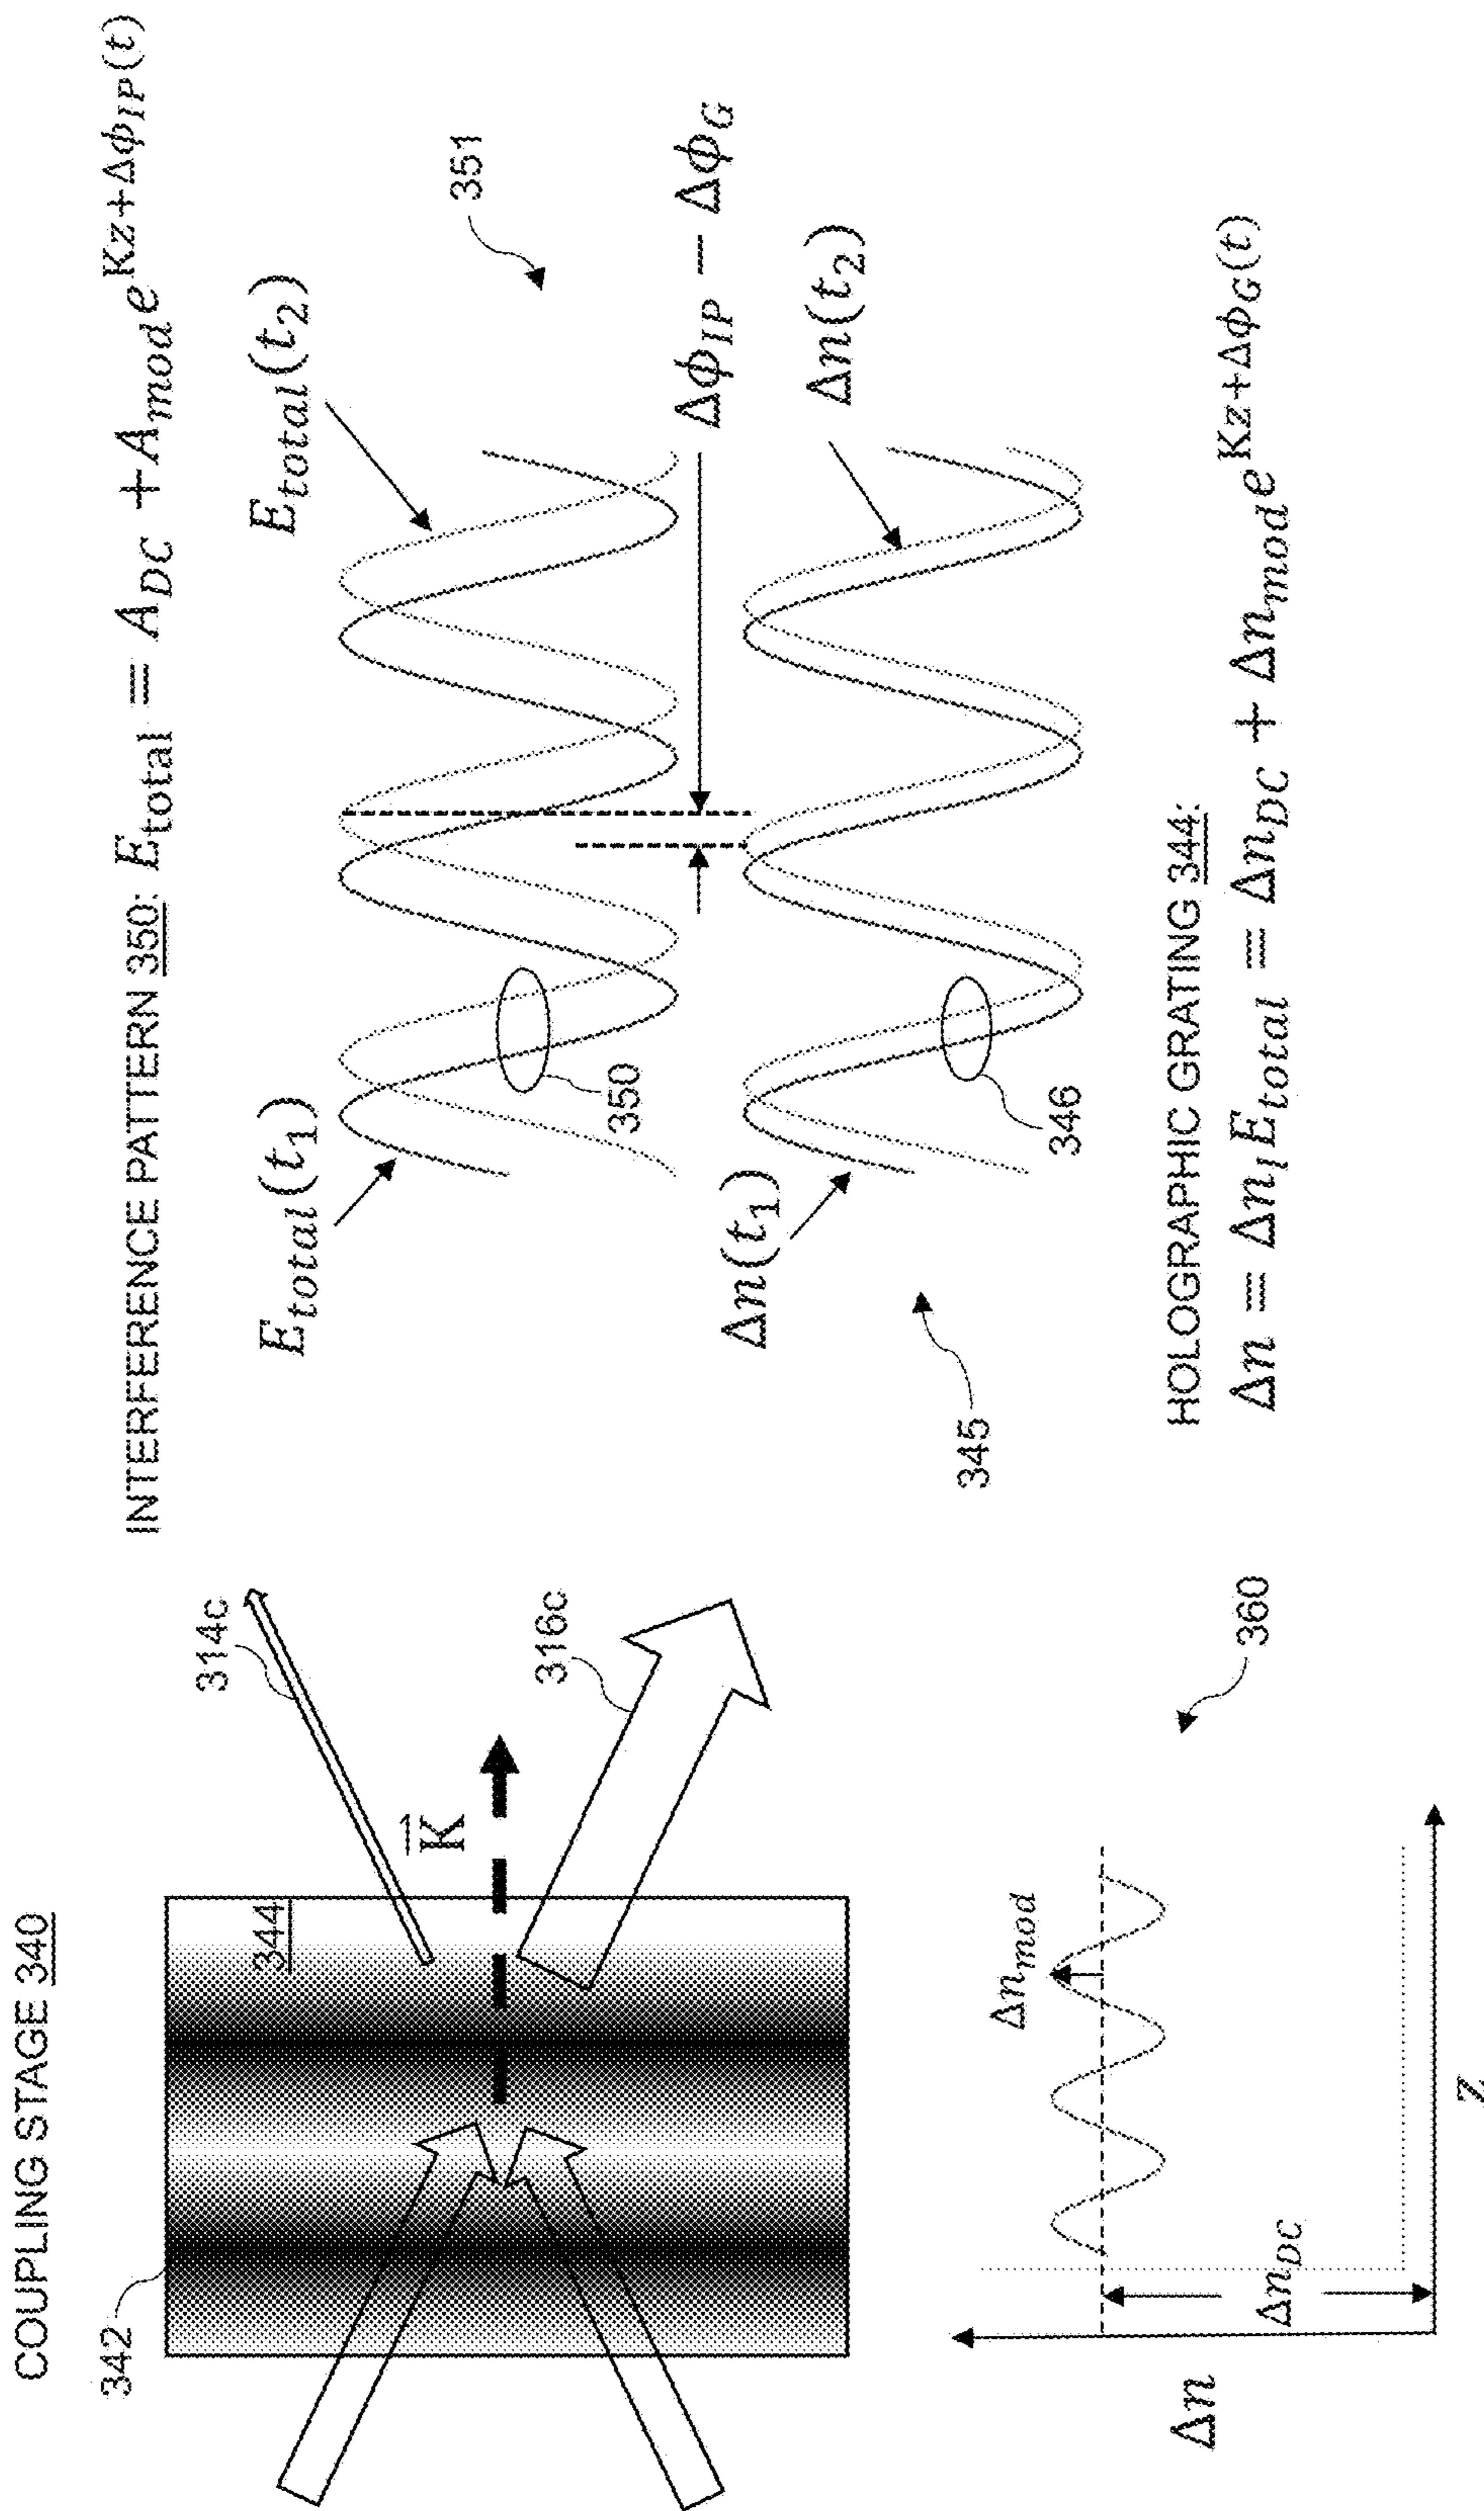 COUPLING STAGE 340
342
344
314c
K
316c
Δn
Δn_DC
Δn_mod
Z
360
INTERFERENCE PATTERN 350: E_total = A_DC + A_mod e^{Kz+Δϕ_IP(t)}
E_total(t_1)
E_total(t_2)
350
351
Δϕ_IP − Δϕ_G
Δn(t_1)
Δn(t_2)
346
345
HOLOGRAPHIC GRATING 344:
Δn = Δn_I E_total = Δn_DC + Δn_mod e^{Kz+Δϕ_G(t)}